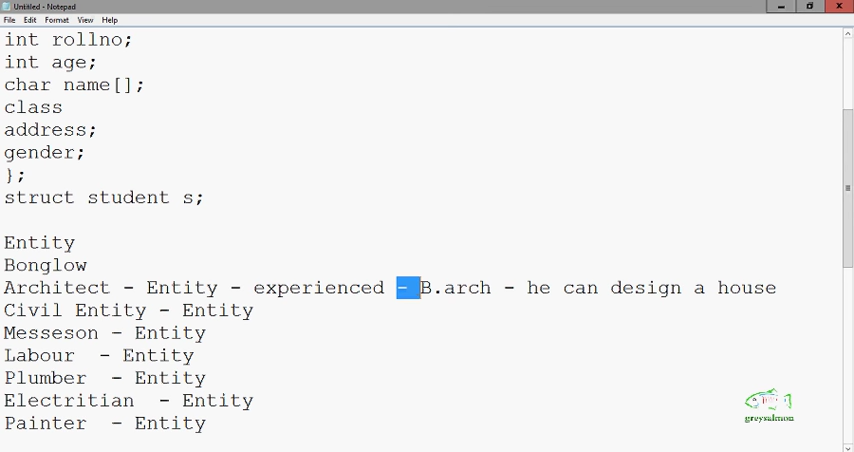 Untitled - Notepad
File Edit Format View Help
int rollno;
int age;
char name[];
class
address;
gender;
};
struct student s;
Entity
Bonglow
Architect - Entity - experienced - B.arch - he can design a house
Civil Entity - Entity
Messeson - Entity
Labour  - Entity
Plumber  - Entity
Electritian  - Entity
Painter  - Entity
greysalmon